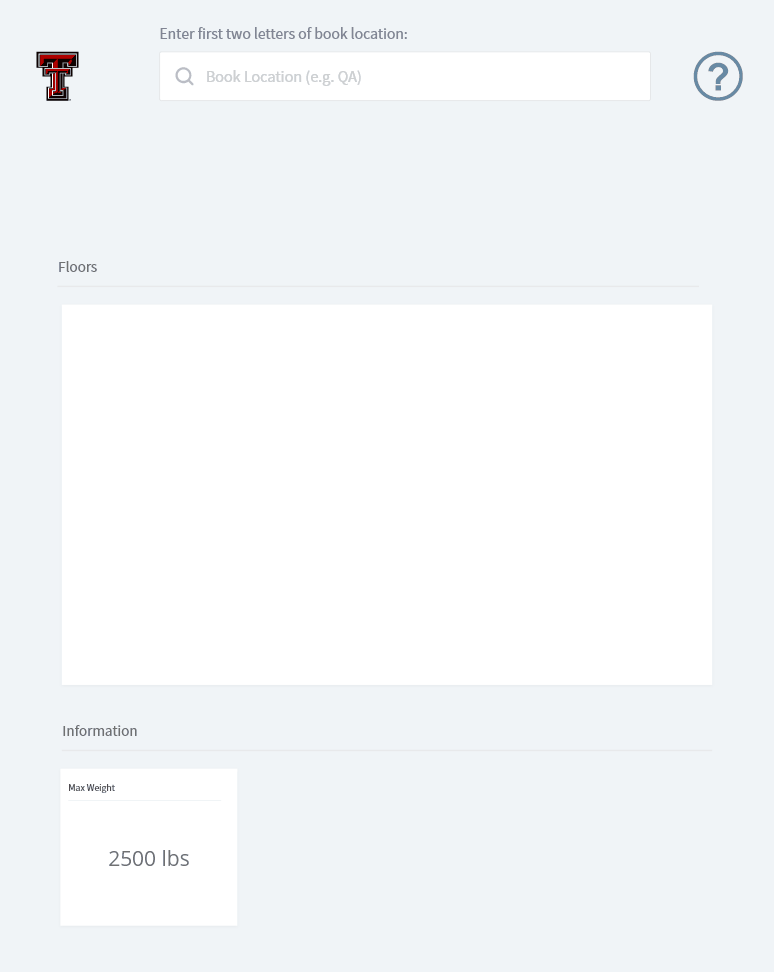 Enter first two letters of book location:
Book Location (e.g. QA)
?
Floors
Information
Max Weight
2500 lbs